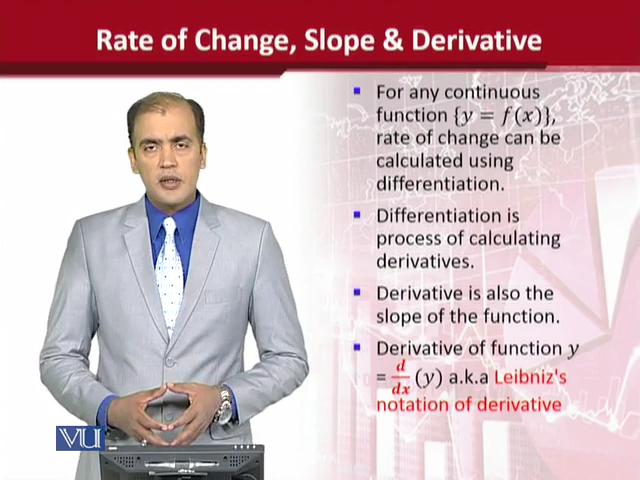 Rate of Change, Slope & Derivative
▪ For any continuous
function {y = f(x)},
rate of change can be
calculated using
differentiation.
▪ Differentiation is
process of calculating
derivatives.
▪ Derivative is also the
slope of the function.
▪ Derivative of function y
= d/dx (y) a.k.a Leibniz's
notation of derivative
VU